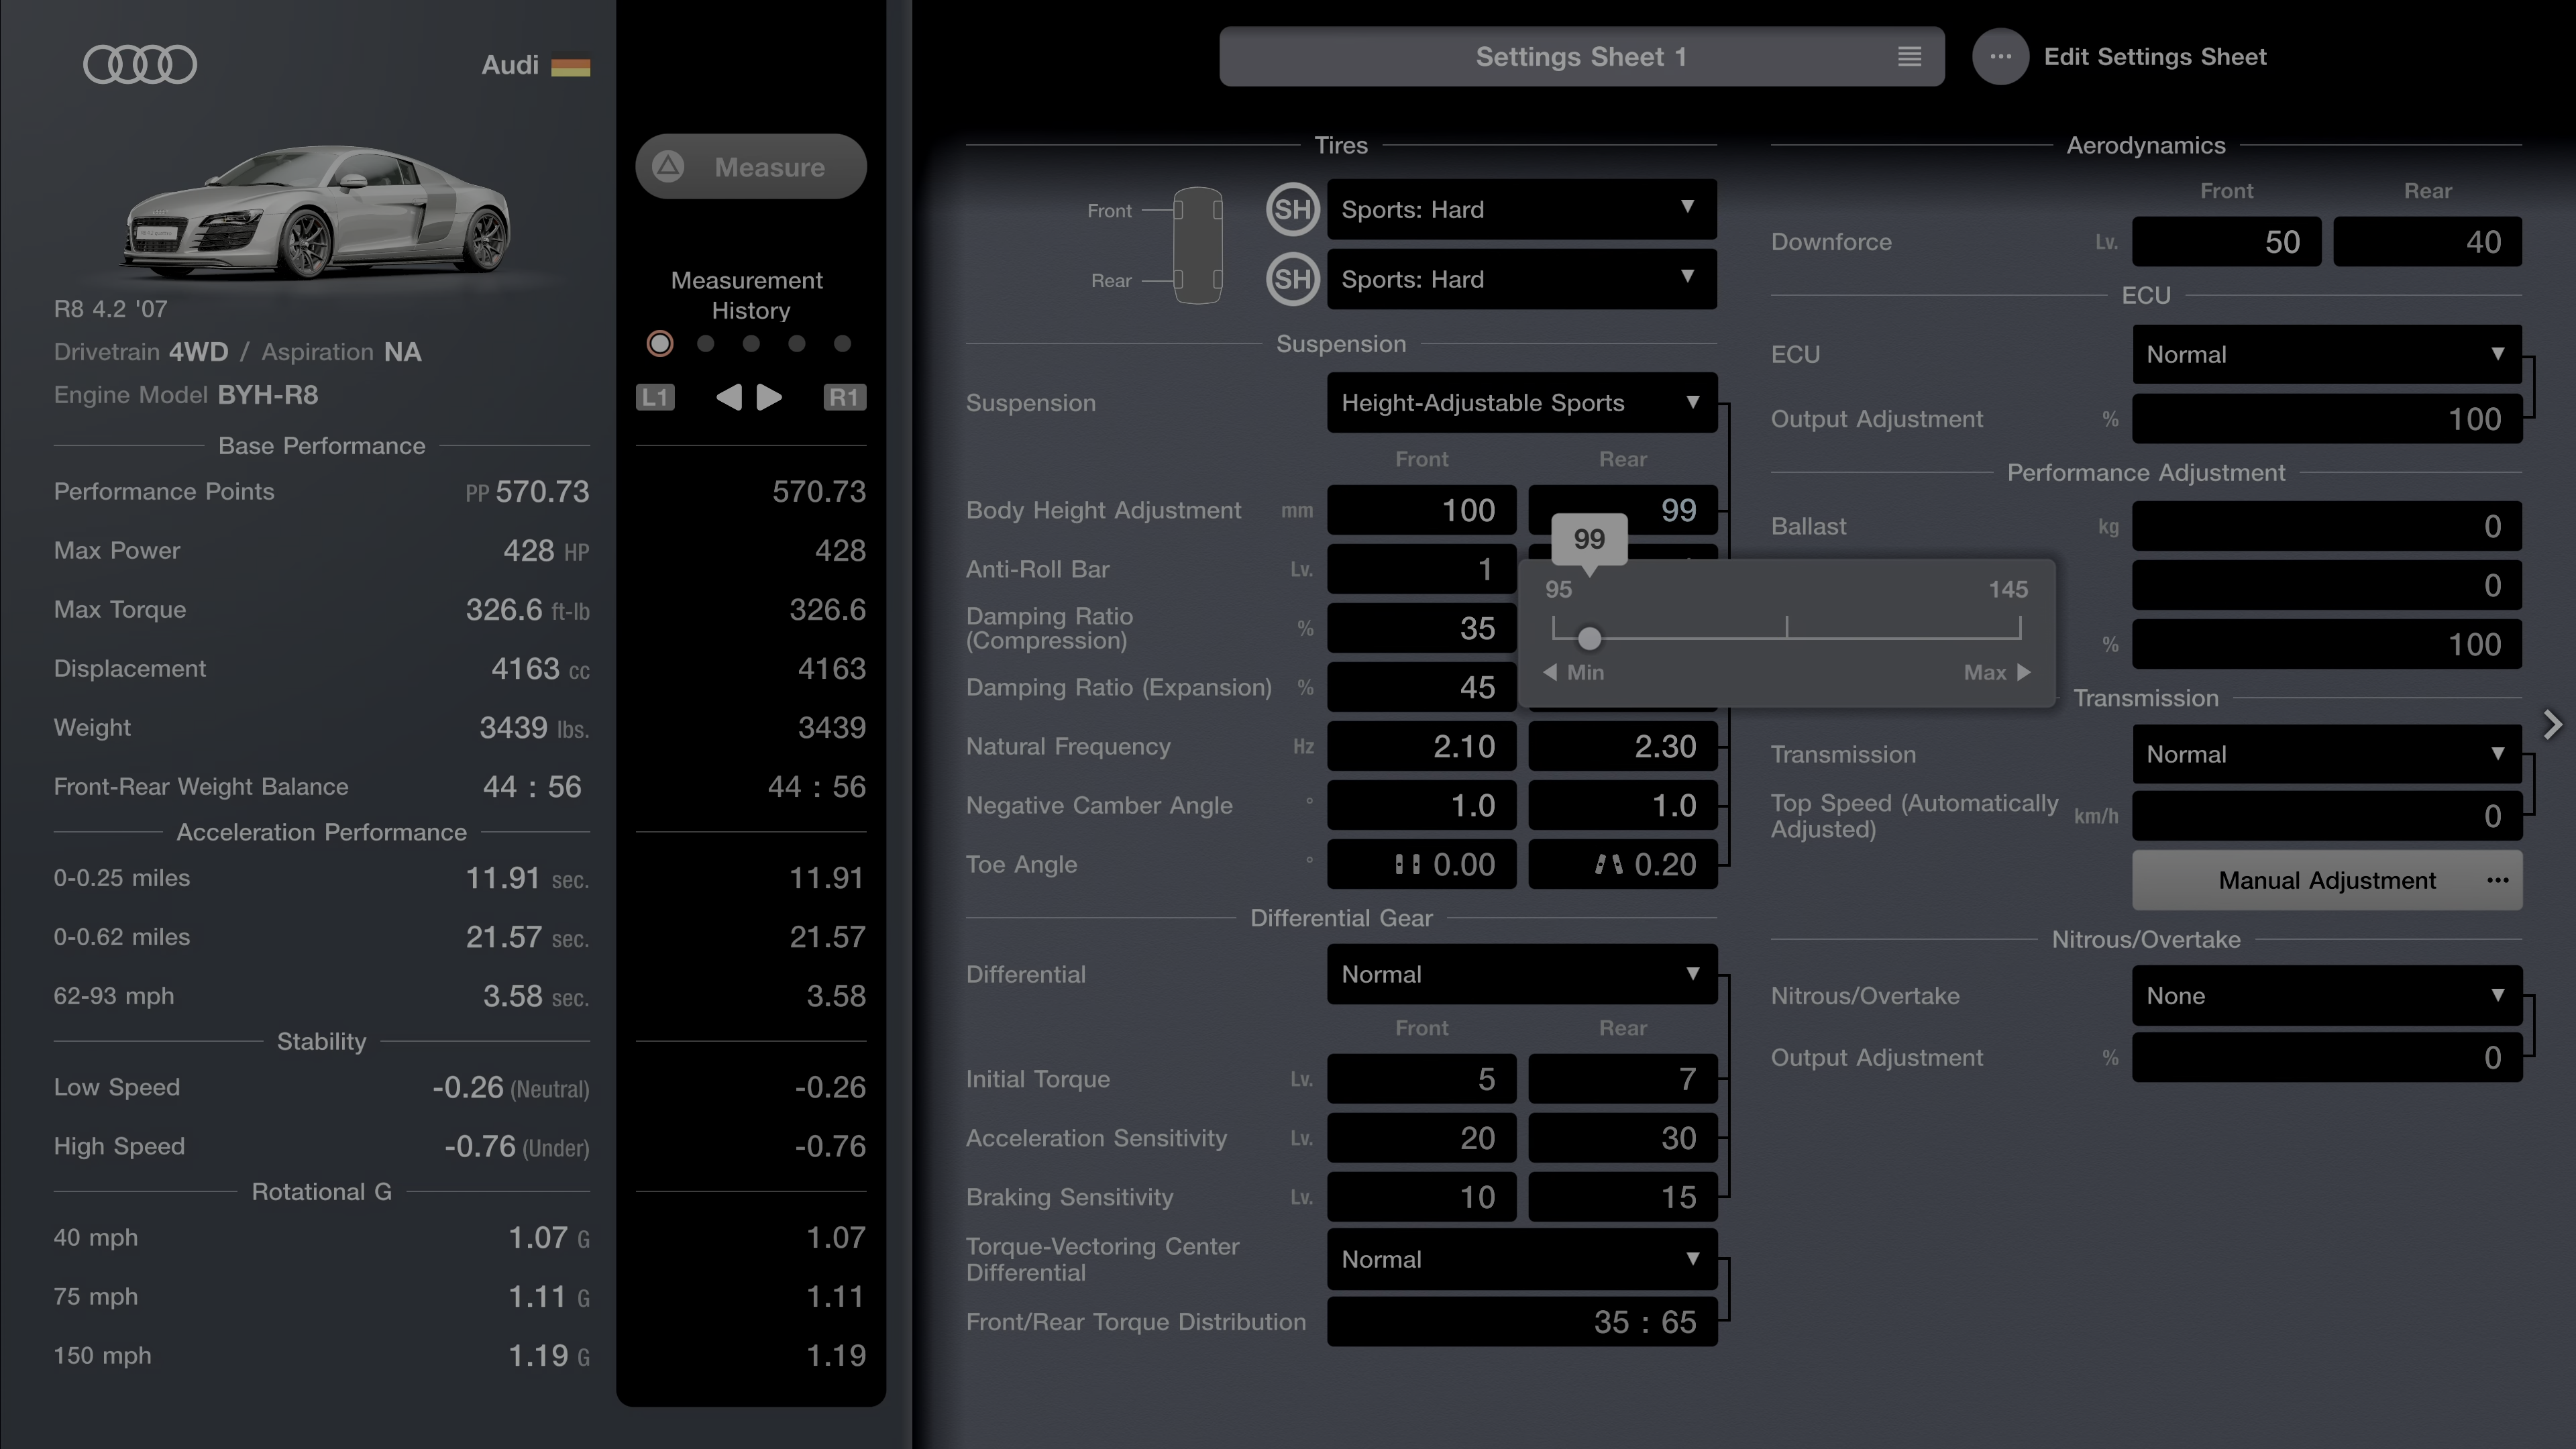 Audi
R8 4.2 '07
Drivetrain 4WD / Aspiration NA
Engine Model BYH-R8
Base Performance
Performance Points PP 570.73
Max Power 428 HP
Max Torque 326.6 ft-lb
Displacement 4163 cc
Weight 3439 lbs.
Front-Rear Weight Balance 44 : 56
Acceleration Performance
0-0.25 miles 11.91 sec.
0-0.62 miles 21.57 sec.
62-93 mph 3.58 sec.
Stability
Low Speed -0.26 (Neutral)
High Speed -0.76 (Under)
Rotational G
40 mph 1.07 G
75 mph 1.11 G
150 mph 1.19 G
Measure
Measurement
History
L1 R1
570.73
428
326.6
4163
3439
44 : 56
11.91
21.57
3.58
-0.26
-0.76
1.07
1.11
1.19
Settings Sheet 1
Edit Settings Sheet
Tires
Front SH Sports: Hard
Rear SH Sports: Hard
Suspension
Suspension Height-Adjustable Sports
Front Rear
Body Height Adjustment mm 100 99
Anti-Roll Bar Lv. 1
Damping Ratio
(Compression) % 35
Damping Ratio (Expansion) % 45
Natural Frequency Hz 2.10 2.30
Negative Camber Angle ° 1.0 1.0
Toe Angle ° 0.00 0.20
99
95 145
Min Max
Differential Gear
Differential Normal
Front Rear
Initial Torque Lv. 5 7
Acceleration Sensitivity Lv. 20 30
Braking Sensitivity Lv. 10 15
Torque-Vectoring Center
Differential Normal
Front/Rear Torque Distribution 35 : 65
Aerodynamics
Front Rear
Downforce Lv. 50 40
ECU
ECU Normal
Output Adjustment % 100
Performance Adjustment
Ballast kg 0
0
% 100
Transmission
Transmission Normal
Top Speed (Automatically
Adjusted) km/h 0
Manual Adjustment
Nitrous/Overtake
Nitrous/Overtake None
Output Adjustment % 0